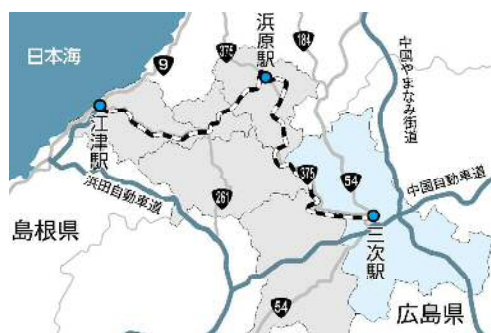 日本海
9
375
浜原駅
184
中国やまなみ街道
江津駅
浜田自動車道
261
375
54
中国自動車道
三次駅
島根県
54
広島県